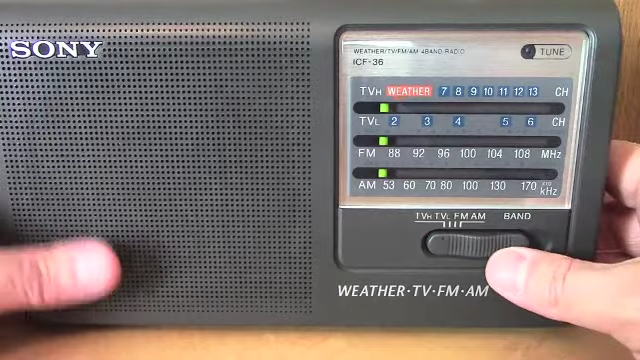 SONY
WEATHER/TV/FM/AM 4BAND RADIO
ICF-36
TUNE
TVH WEATHER 7 8 9 10 11 12 13 CH
TVL 2 3 4 5 6 CH
FM 88 92 96 100 104 108 MHz
AM 53 60 70 80 100 130 170 x10 kHz
TVH TVL FM AM BAND
WEATHER·TV·FM·AM